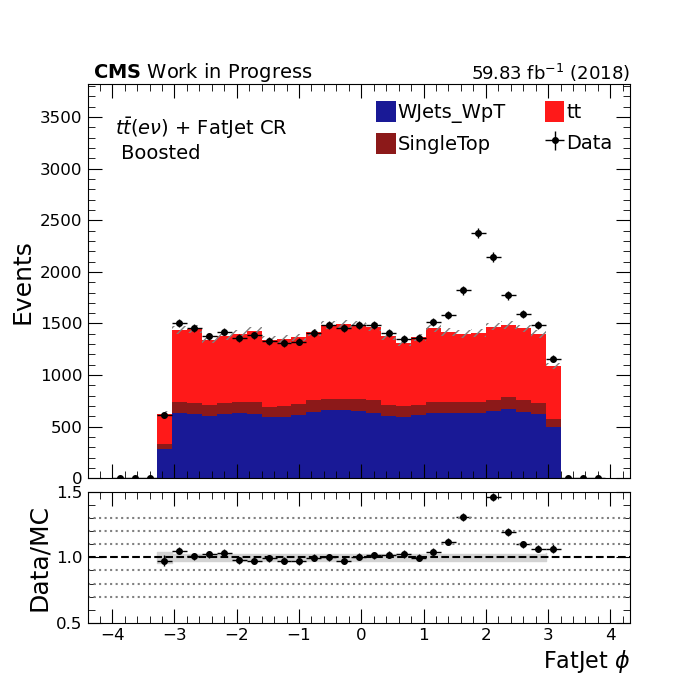 CMS Work in Progress 59.83 fb⁻¹ (2018)
tt̄(eν) + FatJet CR
Boosted
WJets_WpT tt
SingleTop Data
Events
3500
3000
2500
2000
1500
1000
500
0
Data/MC
1.5
1.0
0.5
−4 −3 −2 −1 0 1 2 3 4
FatJet ϕ